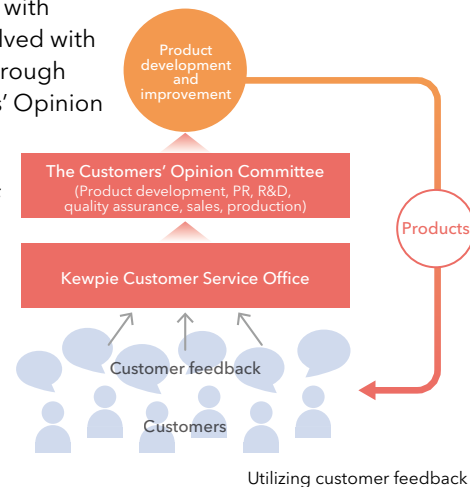 with
lved with
rough
s' Opinion
Product
development
and
improvement
The Customers' Opinion Committee
(Product development, PR, R&D,
quality assurance, sales, production)
Products
Kewpie Customer Service Office
Customer feedback
Customers
Utilizing customer feedback